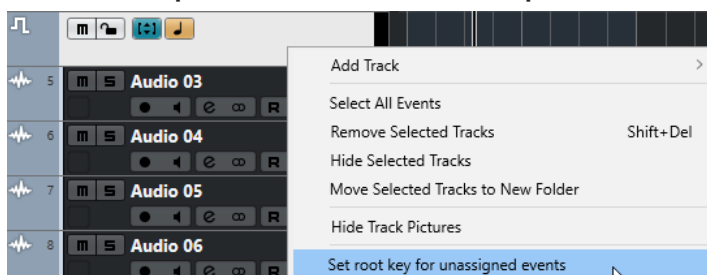 m
Add Track >
5 m S Audio 03
Select All Events
e R
Remove Selected Tracks Shift+Del
6 m S Audio 04
Hide Selected Tracks
e R
Move Selected Tracks to New Folder
7 m S Audio 05
e R
Hide Track Pictures
8 m S Audio 06
Set root key for unassigned events
e R